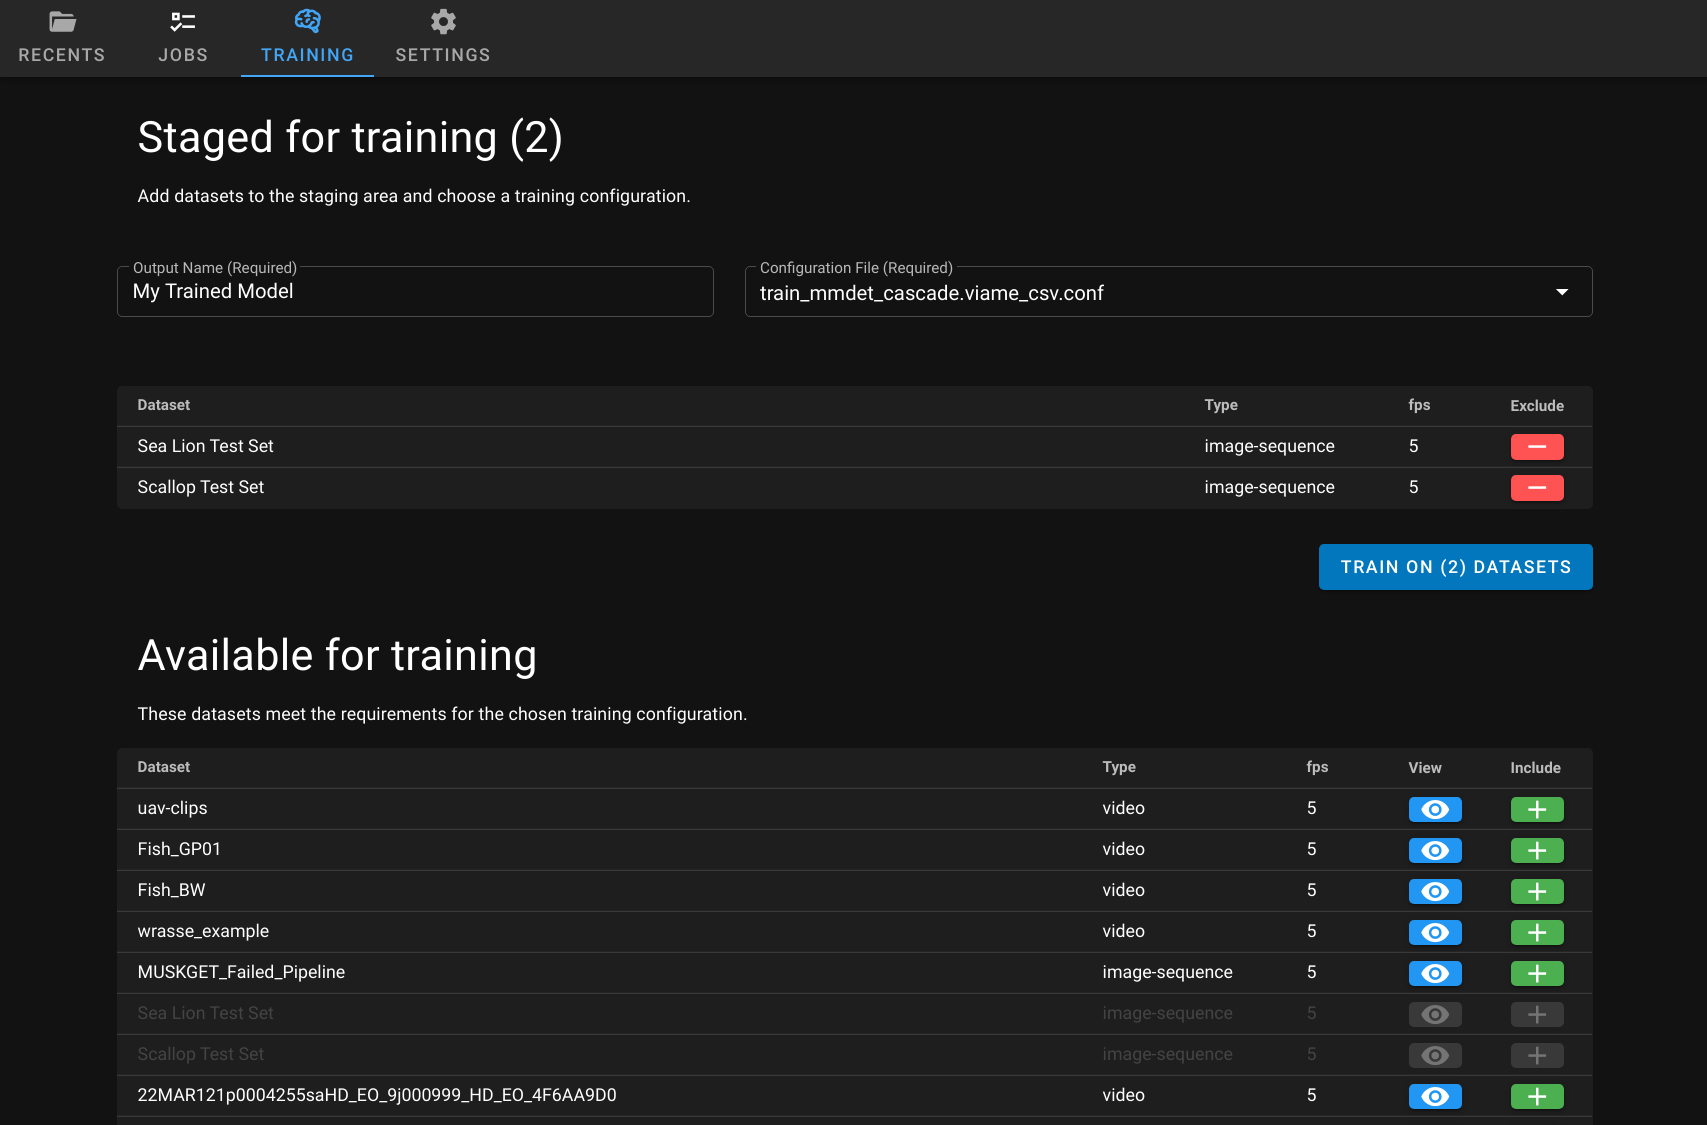 RECENTS JOBS TRAINING SETTINGS
Staged for training (2)
Add datasets to the staging area and choose a training configuration.
Output Name (Required) Configuration File (Required)
My Trained Model train_mmdet_cascade.viame_csv.conf
Dataset Type fps Exclude
Sea Lion Test Set image-sequence 5
Scallop Test Set image-sequence 5
TRAIN ON (2) DATASETS
Available for training
These datasets meet the requirements for the chosen training configuration.
Dataset Type fps View Include
uav-clips video 5
Fish_GP01 video 5
Fish_BW video 5
wrasse_example video 5
MUSKGET_Failed_Pipeline image-sequence 5
Sea Lion Test Set image-sequence 5
Scallop Test Set image-sequence 5
22MAR121p0004255saHD_EO_9j000999_HD_EO_4F6AA9D0 video 5